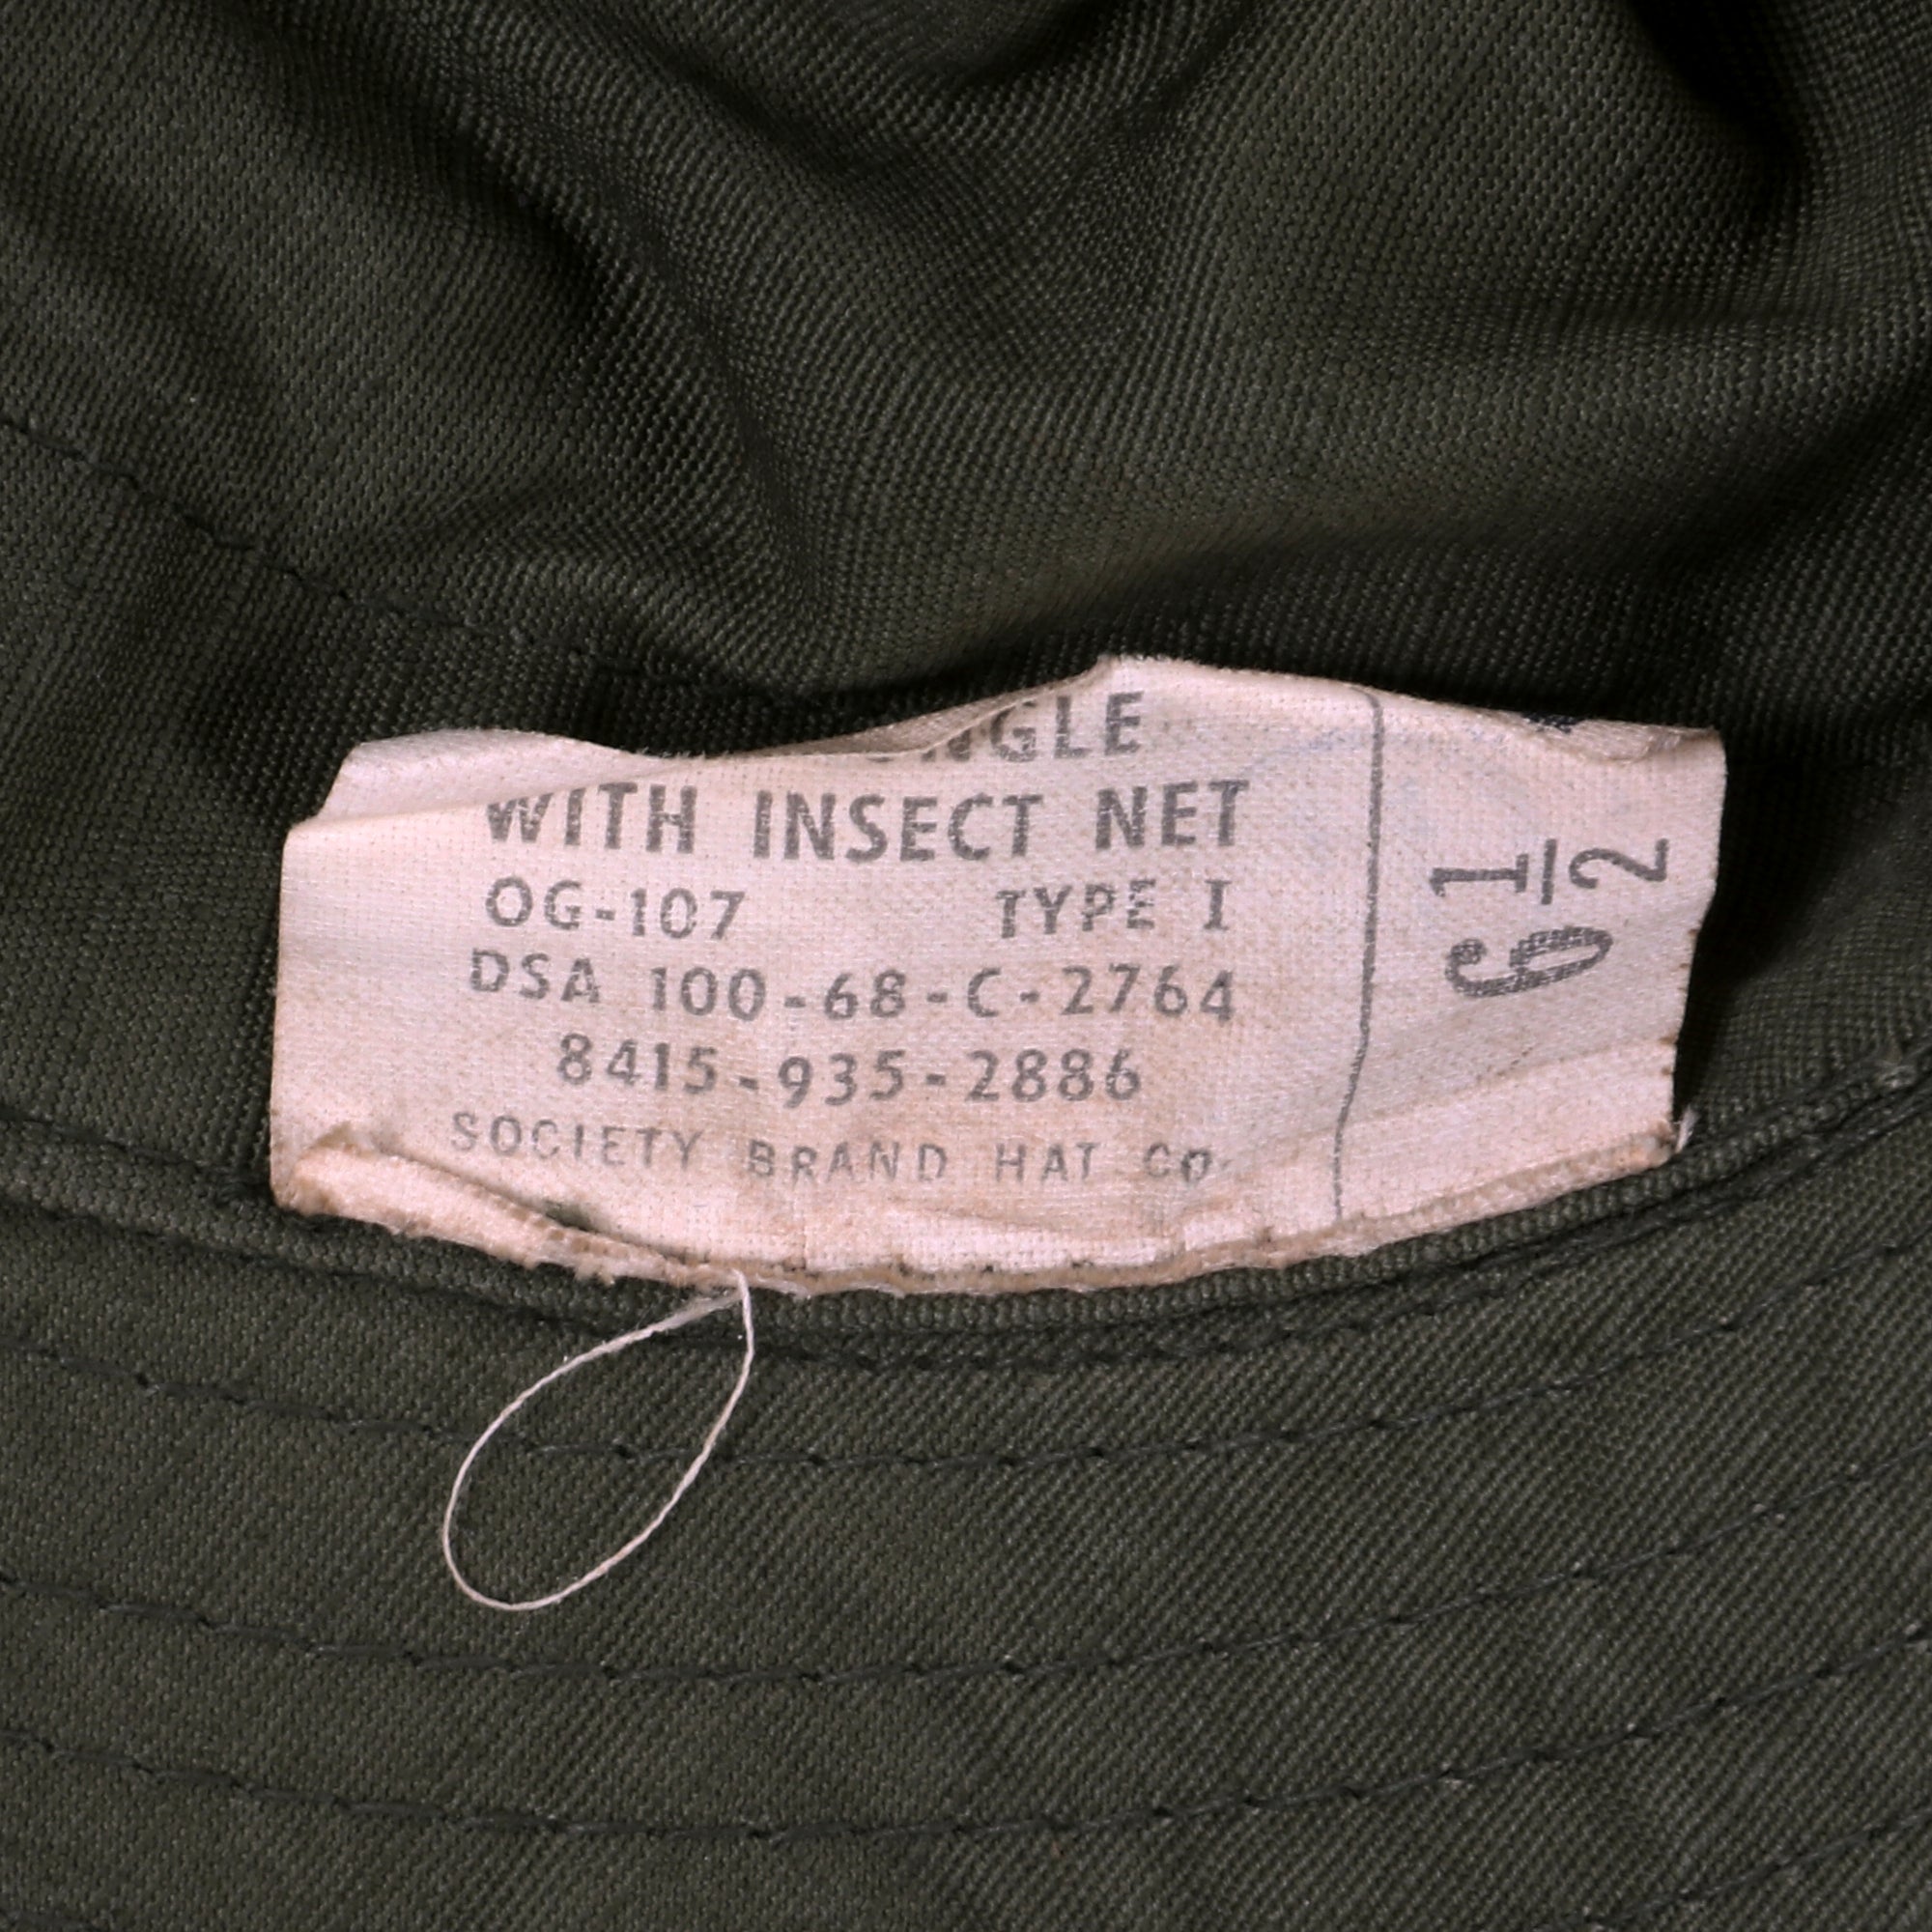 NGLE
WITH INSECT NET
OG-107 TYPE I
DSA 100-68-C-2764
8415-935-2886
SOCIETY BRAND HAT CO.
6 1/2